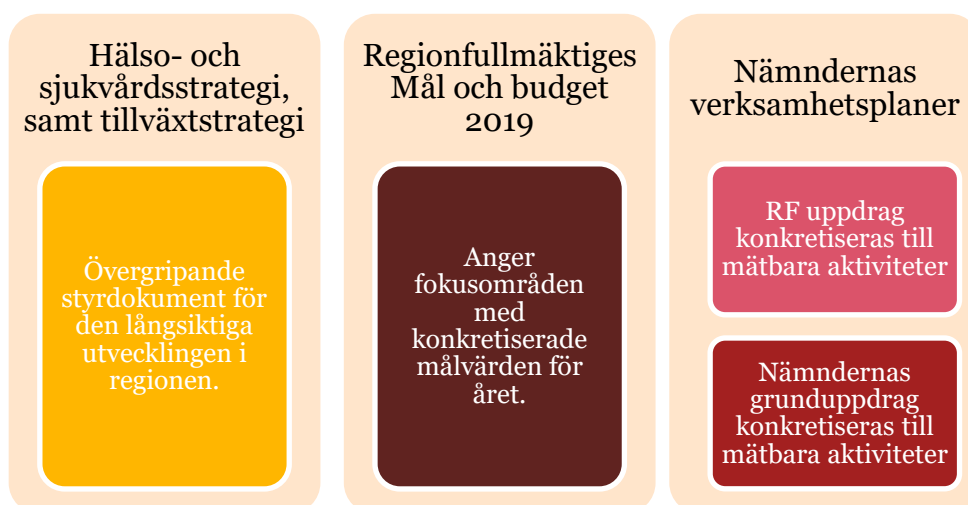 Hälso- och
sjukvårdsstrategi,
samt tillväxtstrategi
Övergripande
styrdokument för
den långsiktiga
utvecklingen i
regionen.
Regionfullmäktiges
Mål och budget
2019
Anger
fokusområden
med
konkretiserade
målvärden för
året.
Nämndernas
verksamhetsplaner
RF uppdrag
konkretiseras till
mätbara aktiviteter
Nämndernas
grunduppdrag
konkretiseras till
mätbara aktiviteter